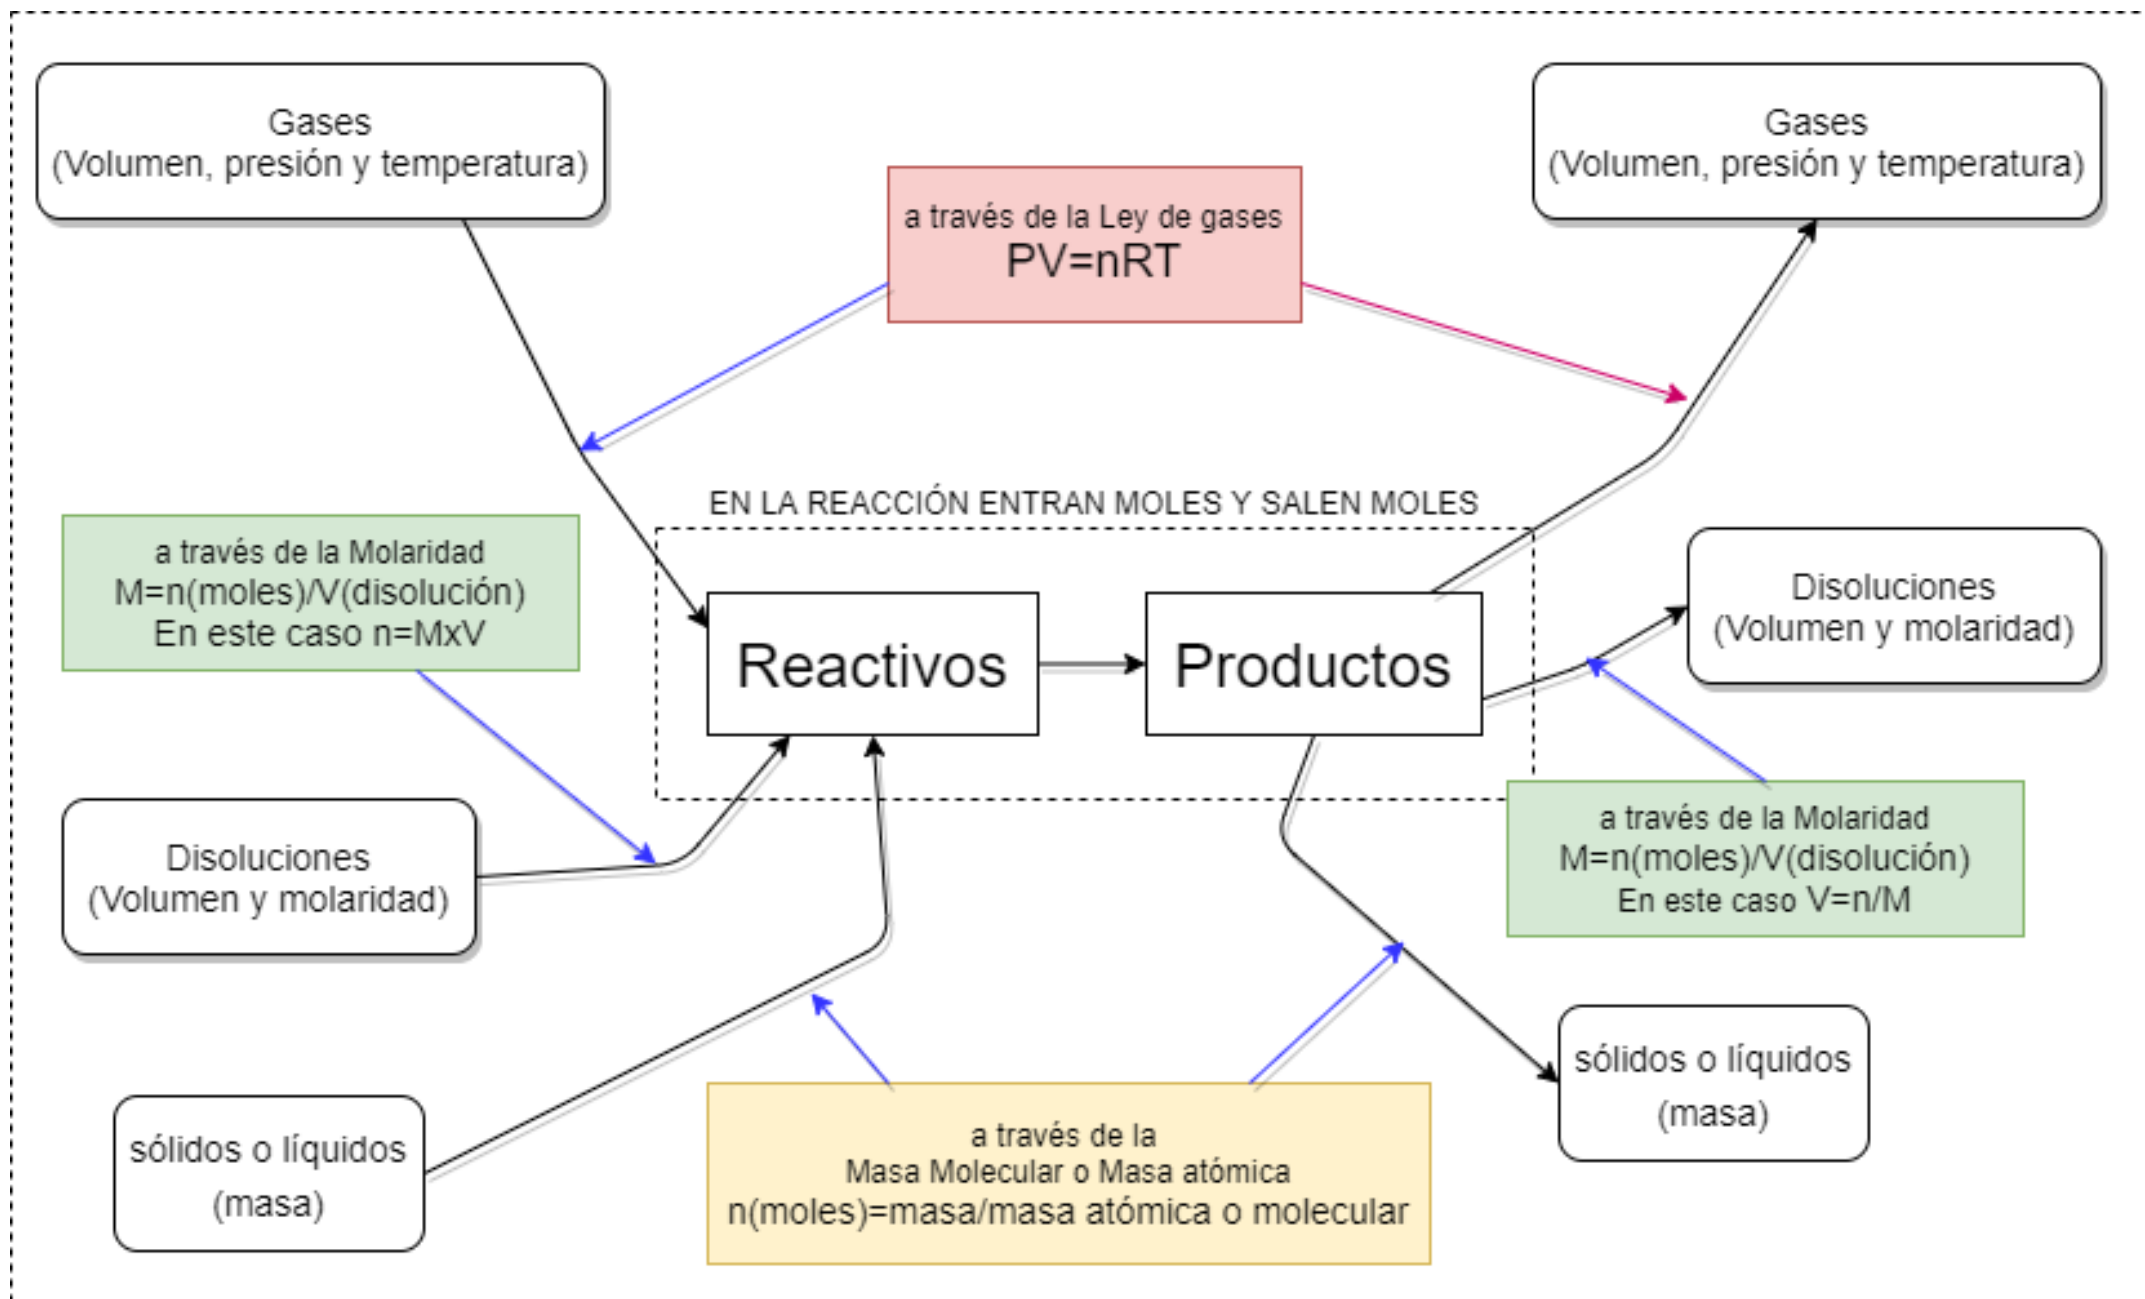 Gases
(Volumen, presión y temperatura)
Gases
(Volumen, presión y temperatura)
a través de la Ley de gases
PV=nRT
EN LA REACCIÓN ENTRAN MOLES Y SALEN MOLES
a través de la Molaridad
M=n(moles)/V(disolución)
En este caso n=MxV
Reactivos
Productos
Disoluciones
(Volumen y molaridad)
Disoluciones
(Volumen y molaridad)
a través de la Molaridad
M=n(moles)/V(disolución)
En este caso V=n/M
sólidos o líquidos
(masa)
a través de la
Masa Molecular o Masa atómica
n(moles)=masa/masa atómica o molecular
sólidos o líquidos
(masa)